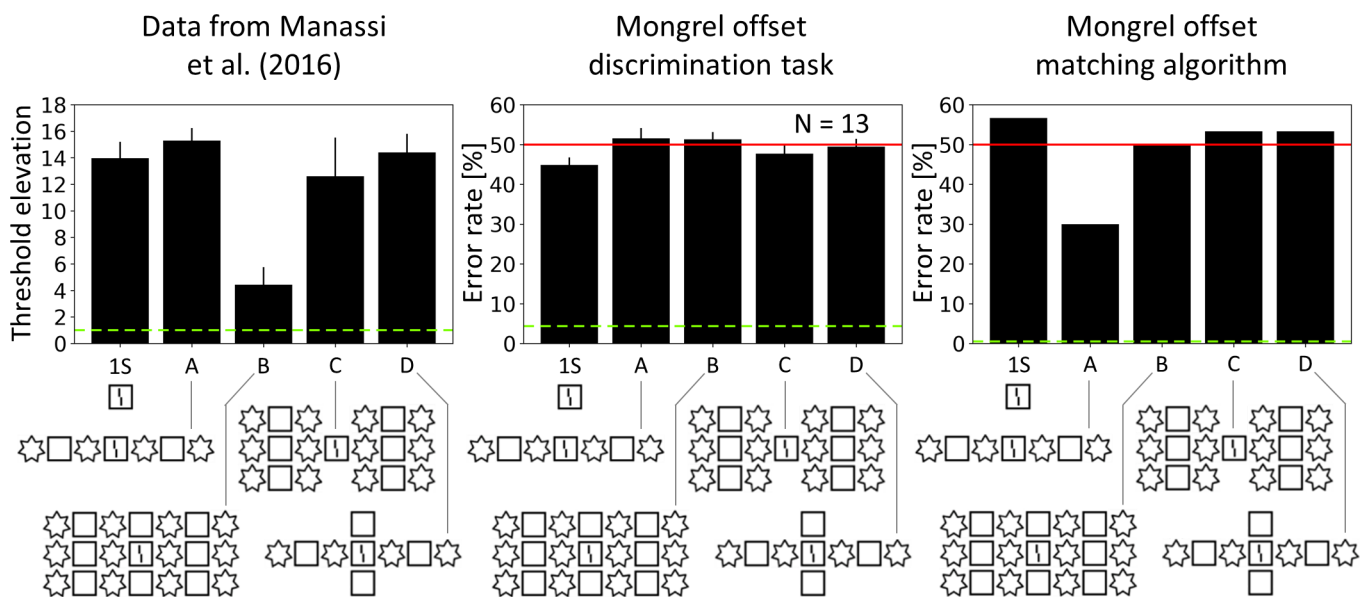 Data from Manassi
et al. (2016)
Threshold elevation
18
16
14
12
10
8
6
4
2
0
1S
A
B
C
D
Mongrel offset
discrimination task
Error rate [%]
60
50
40
30
20
10
0
N = 13
1S
A
B
C
D
Mongrel offset
matching algorithm
Error rate [%]
60
50
40
30
20
10
0
1S
A
B
C
D